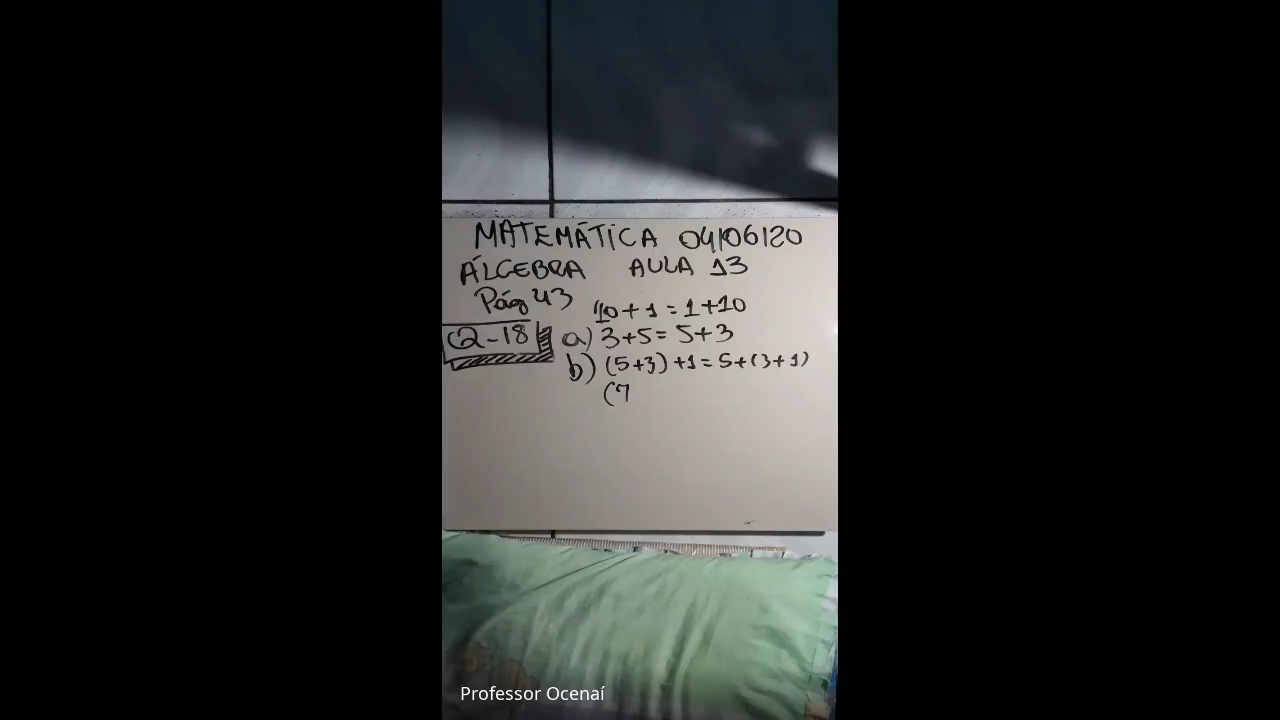 MATEMÁTICA 04/06/20
ÁLGEBRA AULA 13
Pág 43
10+1=1+10
Q-18 a) 3+5=5+3
b) (5+3)+1=5+(3+1)
(7
Professor Ocenaí